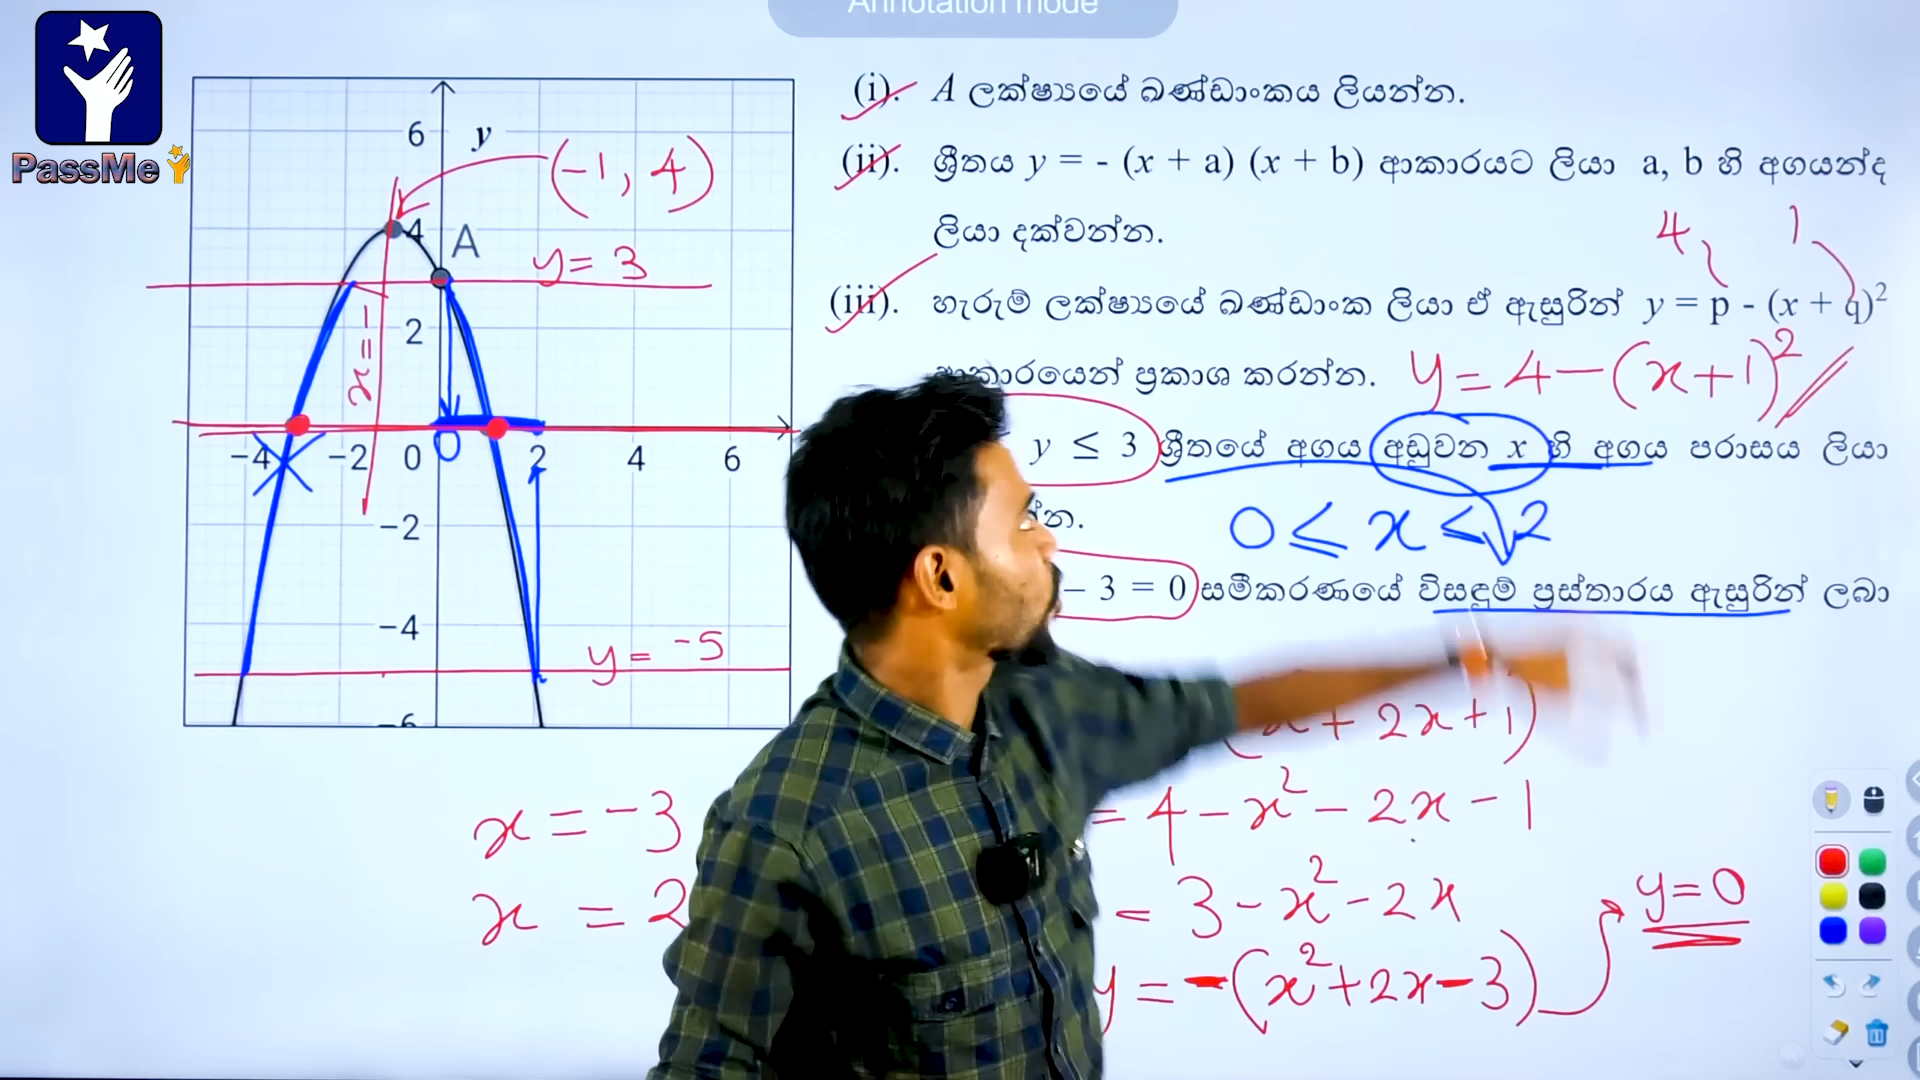 Annotation mode
PassMe
(i). A ලක්ෂ්‍යයේ ඛණ්ඩාංකය ලියන්න.
(ii). ශ්‍රිතය y = - (x + a) (x + b) ආකාරයට ලියා a, b හි අගයන්ද
ලියා දක්වන්න.
4 1
(iii). හැරුම් ලක්ෂ්‍යයේ ඛණ්ඩාංක ලියා ඒ ඇසුරින් y = p - (x + q)²
ආකාරයෙන් ප්‍රකාශ කරන්න. y = 4 - (x+1)²
y ≤ 3 ශ්‍රිතයේ අගය අඩුවන x හි අගය පරාසය ලියා
න්න.
0 ≤ x ≤ 2
- 3 = 0 සමීකරණයේ විසඳුම් ප්‍රස්තාරය ඇසුරින් ලබා
6 y
(-1, 4)
4 A
y = 3
2
x = -
-4 -2 0 2 4 6
0
-2
-4
y = -5
-6
x = -3
x = 2
(x + 2x + 1)
= 4 - x² - 2x - 1
= 3 - x² - 2x
y = -(x² + 2x - 3)
y = 0